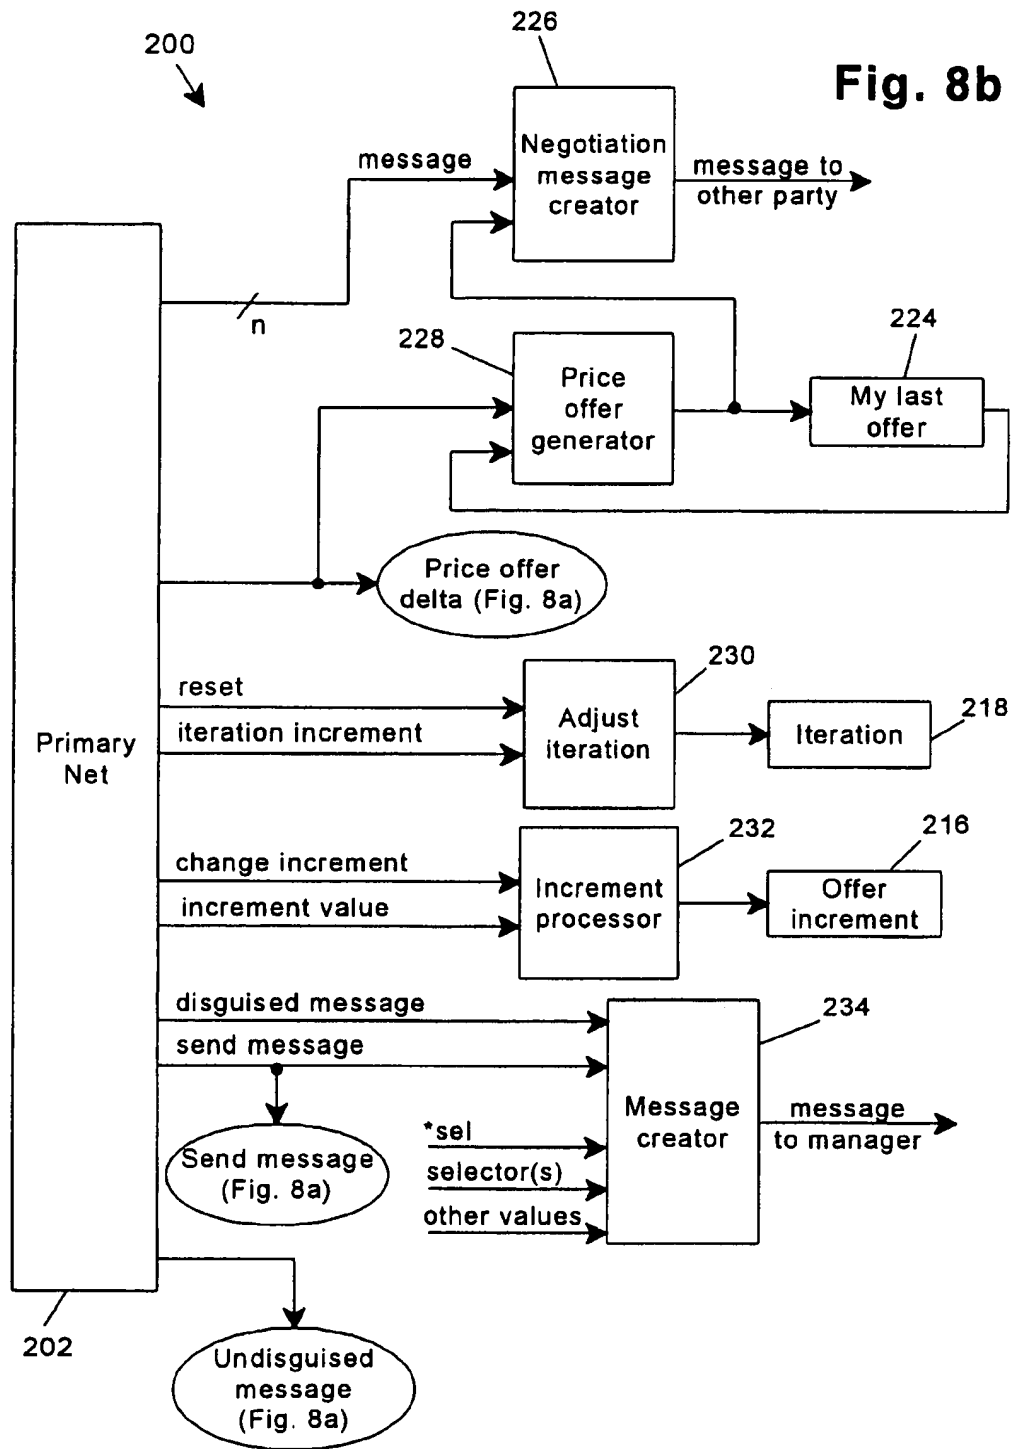 200
226
Fig. 8b
Negotiation
message
creator
message
message to
other party
n
228
224
Price
offer
generator
My last
offer
Price offer
delta (Fig. 8a)
Primary
Net
reset
iteration increment
230
Adjust
iteration
218
Iteration
change increment
increment value
232
Increment
processor
216
Offer
increment
disguised message
send message
234
Message
creator
message
to manager
*sel
selector(s)
other values
Send message
(Fig. 8a)
202
Undisguised
message
(Fig. 8a)